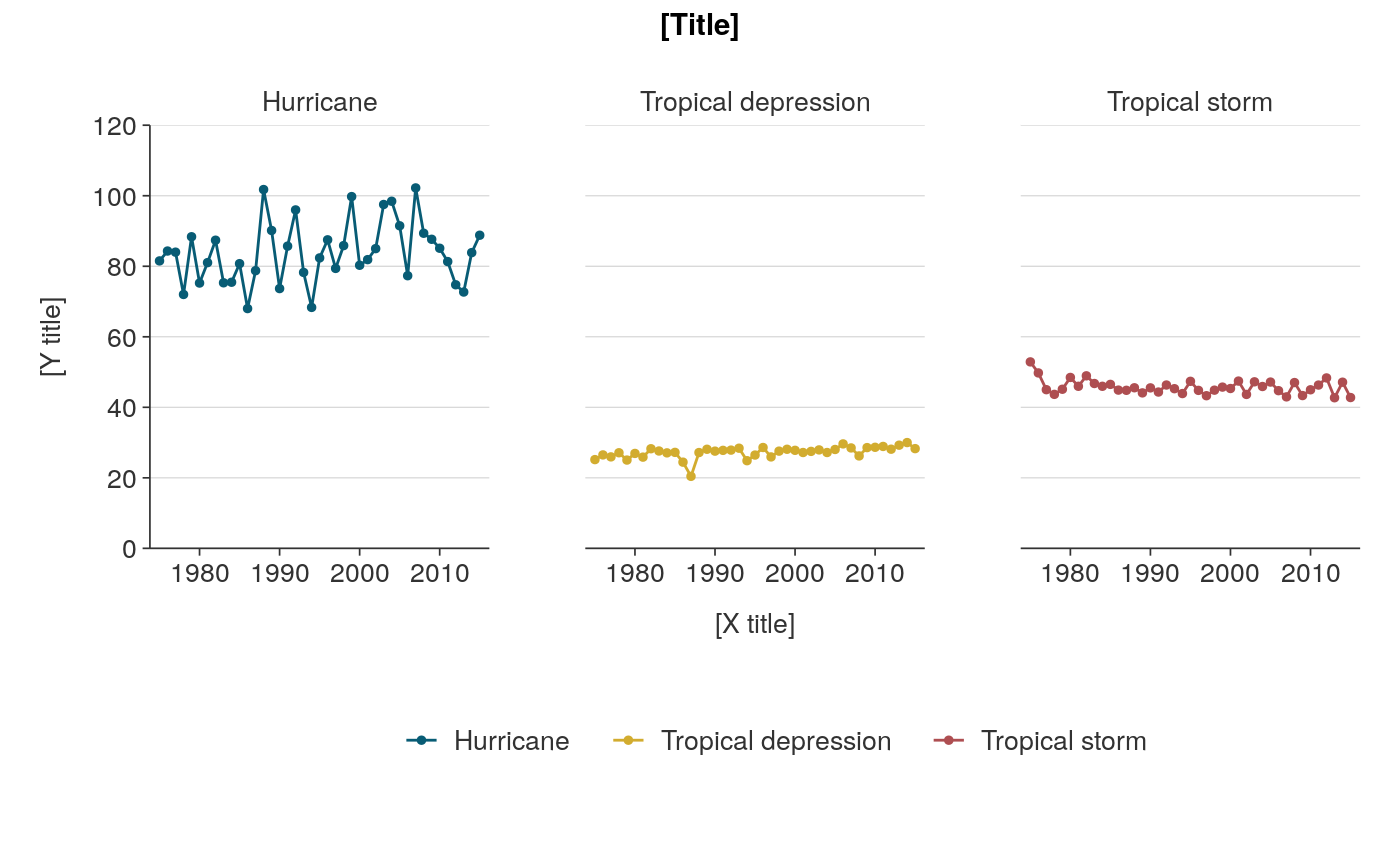 [Title]
Hurricane Tropical depression Tropical storm
120
100
80
60
40
20
0
[Y title]
1980 1990 2000 2010 1980 1990 2000 2010 1980 1990 2000 2010
[X title]
Hurricane Tropical depression Tropical storm